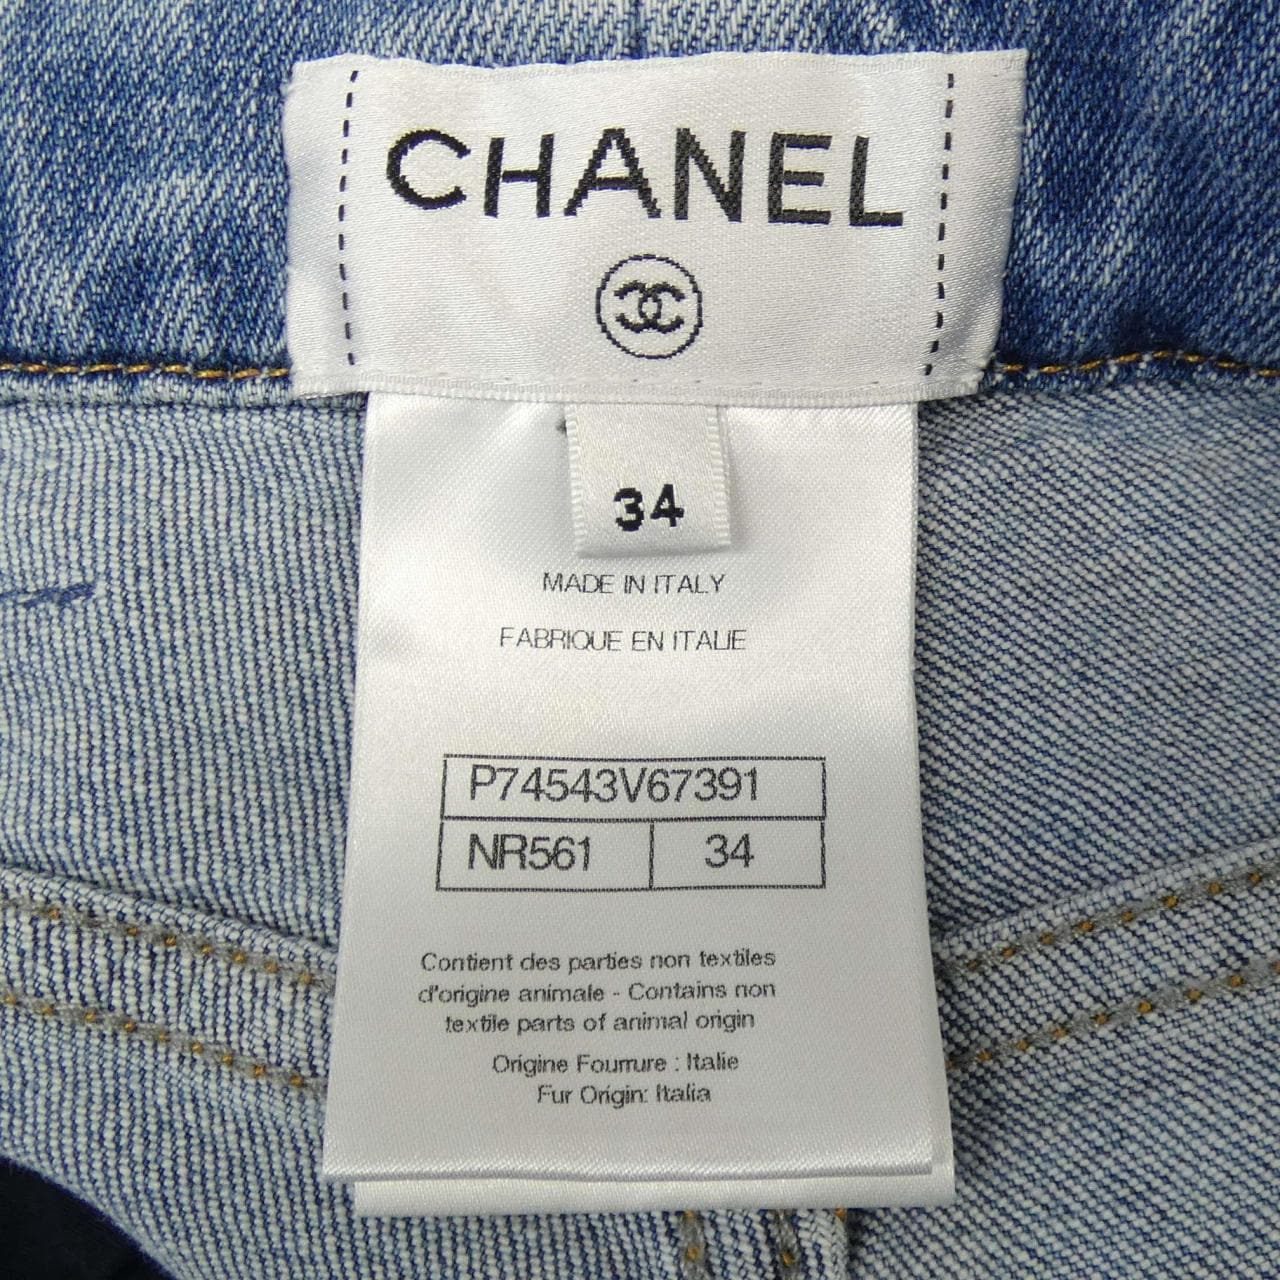 CHANEL
34
MADE IN ITALY
FABRIQUE EN ITALIE
P74543V67391
NR561 34
Contient des parties non textiles
d'origine animale - Contains non
textile parts of animal origin
Origine Fourrure : Italie
Fur Origin: Italia